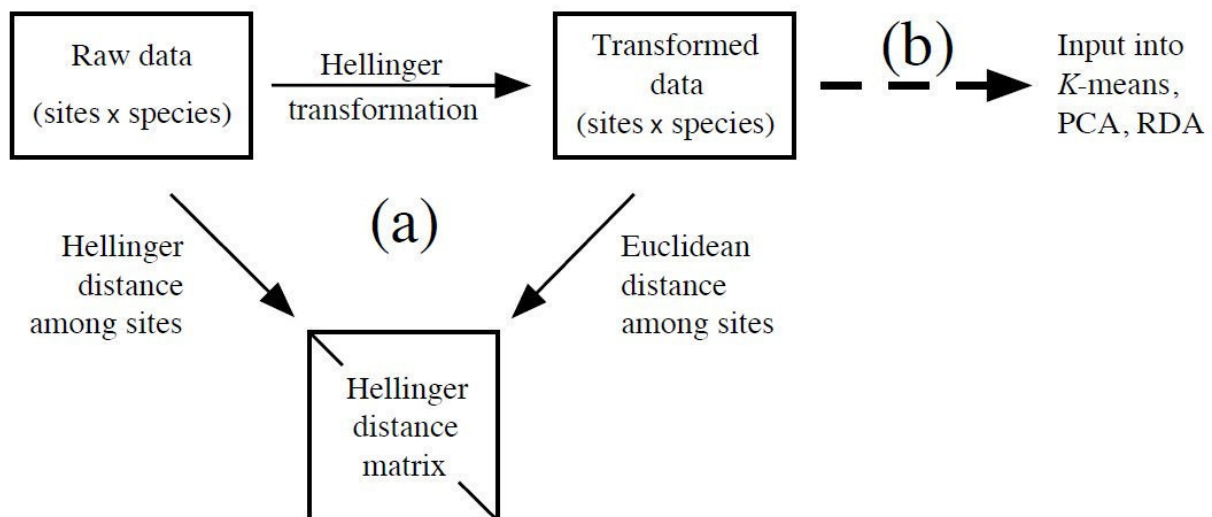 Raw data
(sites x species)
Hellinger
transformation
Transformed
data
(sites x species)
(b)
Input into
K-means,
PCA, RDA
(a)
Hellinger
distance
among sites
Euclidean
distance
among sites
Hellinger
distance
matrix